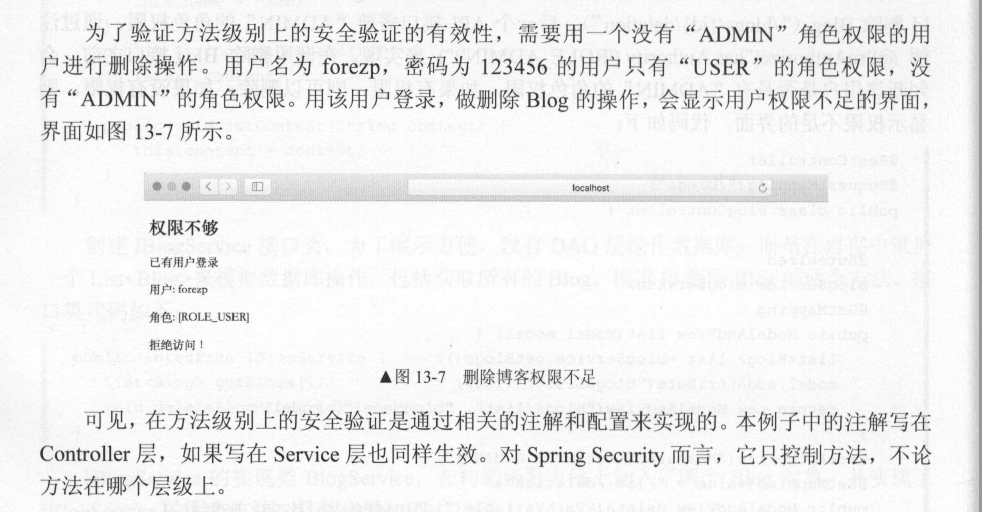 为了验证方法级别上的安全验证的有效性，需要用一个没有“ADMIN”角色权限的用
户进行删除操作。用户名为 forezp，密码为 123456 的用户只有“USER”的角色权限，没
有“ADMIN”的角色权限。用该用户登录，做删除 Blog 的操作，会显示用户权限不足的界面，
界面如图 13-7 所示。
localhost
权限不够
已有用户登录
用户: forezp
角色: [ROLE_USER]
拒绝访问！
▲图 13-7 删除博客权限不足
可见，在方法级别上的安全验证是通过相关的注解和配置来实现的。本例子中的注解写在
Controller 层，如果写在 Service 层也同样生效。对 Spring Security 而言，它只控制方法，不论
方法在哪个层级上。